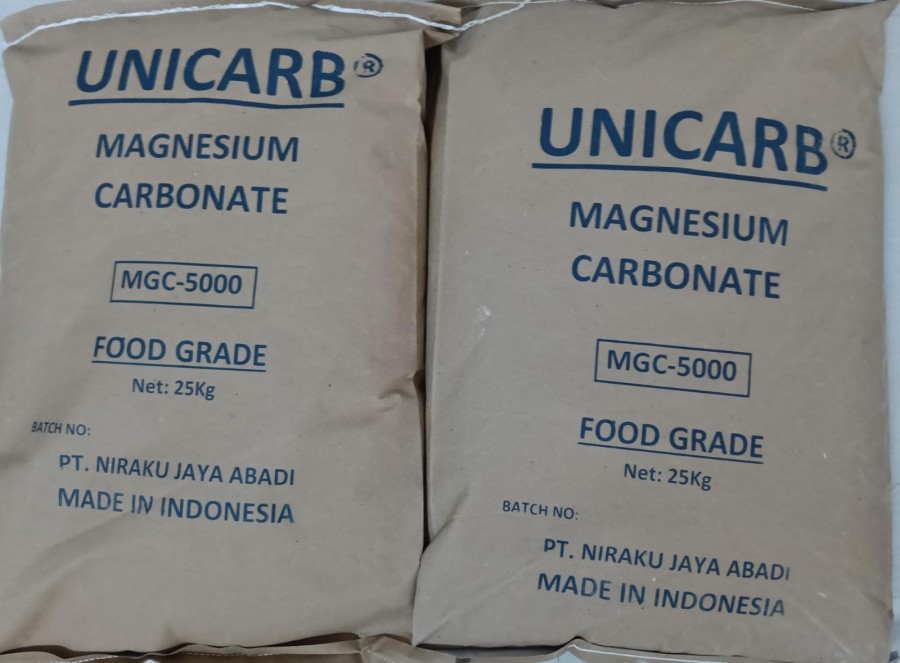 UNICARB®
MAGNESIUM
CARBONATE
MGC-5000
FOOD GRADE
Net: 25Kg
BATCH NO:
PT. NIRAKU JAYA ABADI
MADE IN INDONESIA
UNICARB®
MAGNESIUM
CARBONATE
MGC-5000
FOOD GRADE
Net: 25Kg
BATCH NO:
PT. NIRAKU JAYA ABADI
MADE IN INDONESIA